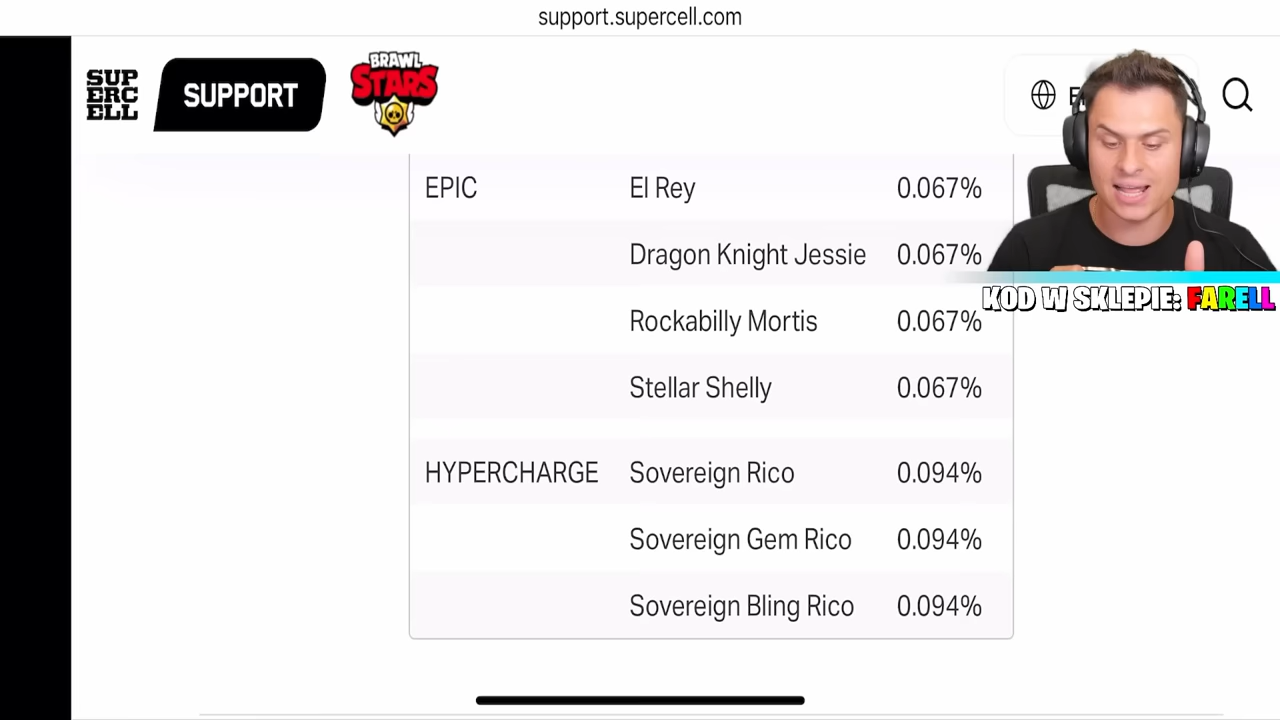 support.supercell.com
SUP
ERC
ELL
SUPPORT
BRAWL
STARS
EPIC El Rey 0.067%
Dragon Knight Jessie 0.067%
Rockabilly Mortis 0.067%
Stellar Shelly 0.067%
HYPERCHARGE Sovereign Rico 0.094%
Sovereign Gem Rico 0.094%
Sovereign Bling Rico 0.094%
KOD W SKLEPIE: FARELL